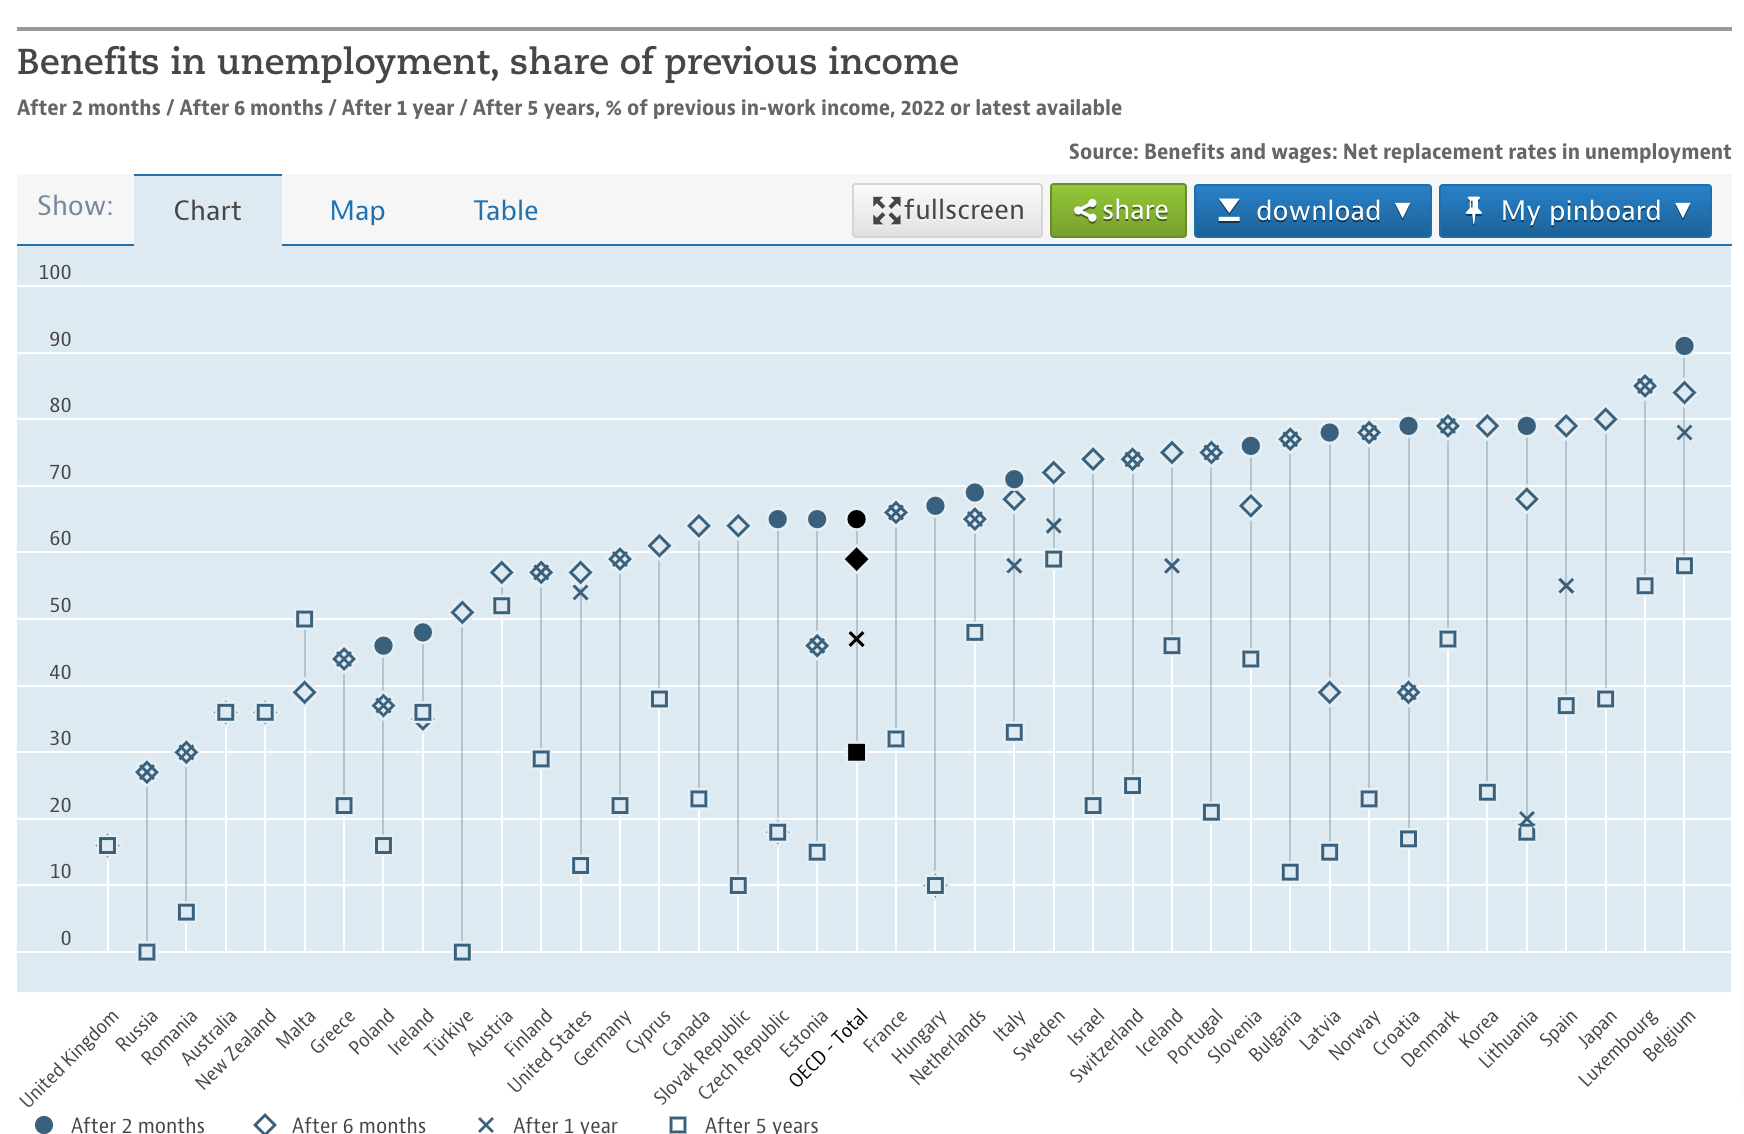 Benefits in unemployment, share of previous income
After 2 months / After 6 months / After 1 year / After 5 years, % of previous in-work income, 2022 or latest available
Source: Benefits and wages: Net replacement rates in unemployment
Show: Chart Map Table fullscreen share download ▼ My pinboard ▼
100
90
80
70
60
50
40
30
20
10
0
United Kingdom
Russia
Romania
Australia
New Zealand
Malta
Greece
Poland
Ireland
Türkiye
Austria
Finland
United States
Germany
Cyprus
Canada
Slovak Republic
Czech Republic
Estonia
OECD - Total
France
Hungary
Netherlands
Italy
Sweden
Israel
Switzerland
Iceland
Portugal
Slovenia
Bulgaria
Latvia
Norway
Croatia
Denmark
Korea
Lithuania
Spain
Japan
Luxembourg
Belgium
After 2 months After 6 months After 1 year After 5 years